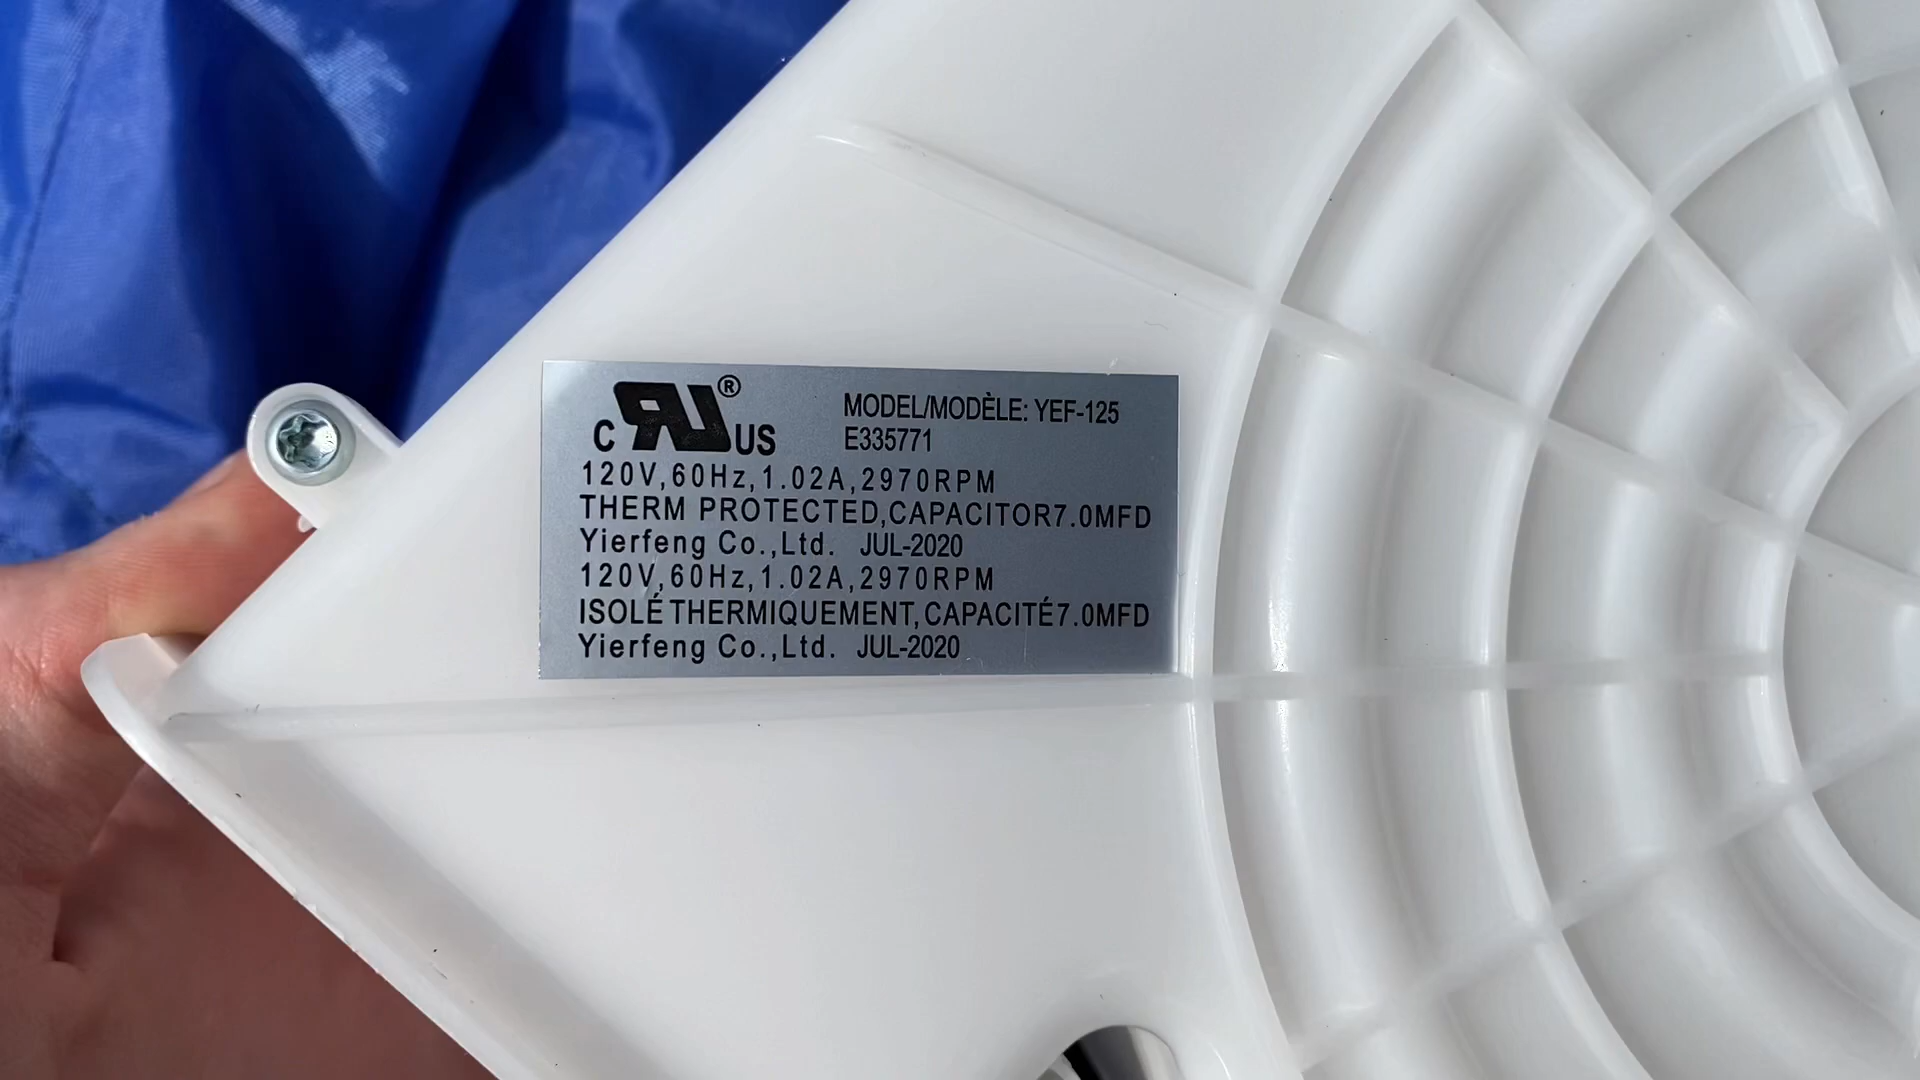 C RU® US
MODEL/MODÈLE: YEF-125
E335771
120V,60Hz,1.02A,2970RPM
THERM PROTECTED,CAPACITOR7.0MFD
Yierfeng Co.,Ltd. JUL-2020
120V,60Hz,1.02A,2970RPM
ISOLÉ THERMIQUEMENT,CAPACITÉ7.0MFD
Yierfeng Co.,Ltd. JUL-2020